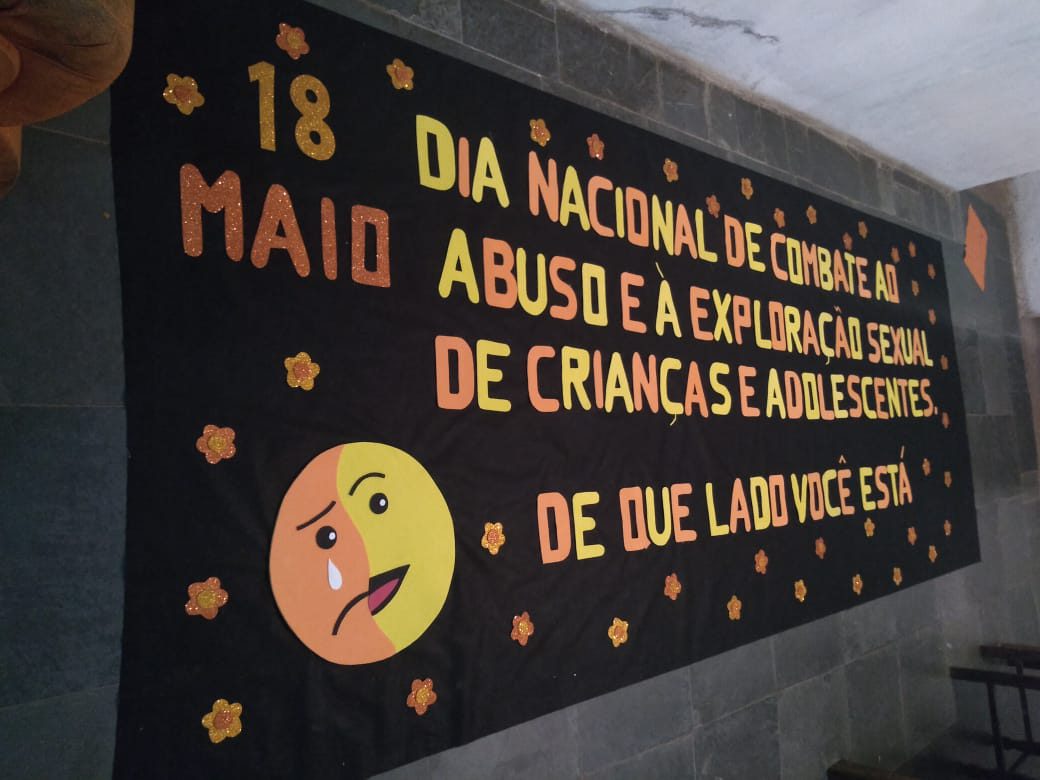 18
MAIO
DIA NACIONAL DE COMBATE AO
ABUSO E À EXPLORAÇÃO SEXUAL
DE CRIANÇAS E ADOLESCENTES.
DE QUE LADO VOCÊ ESTÁ